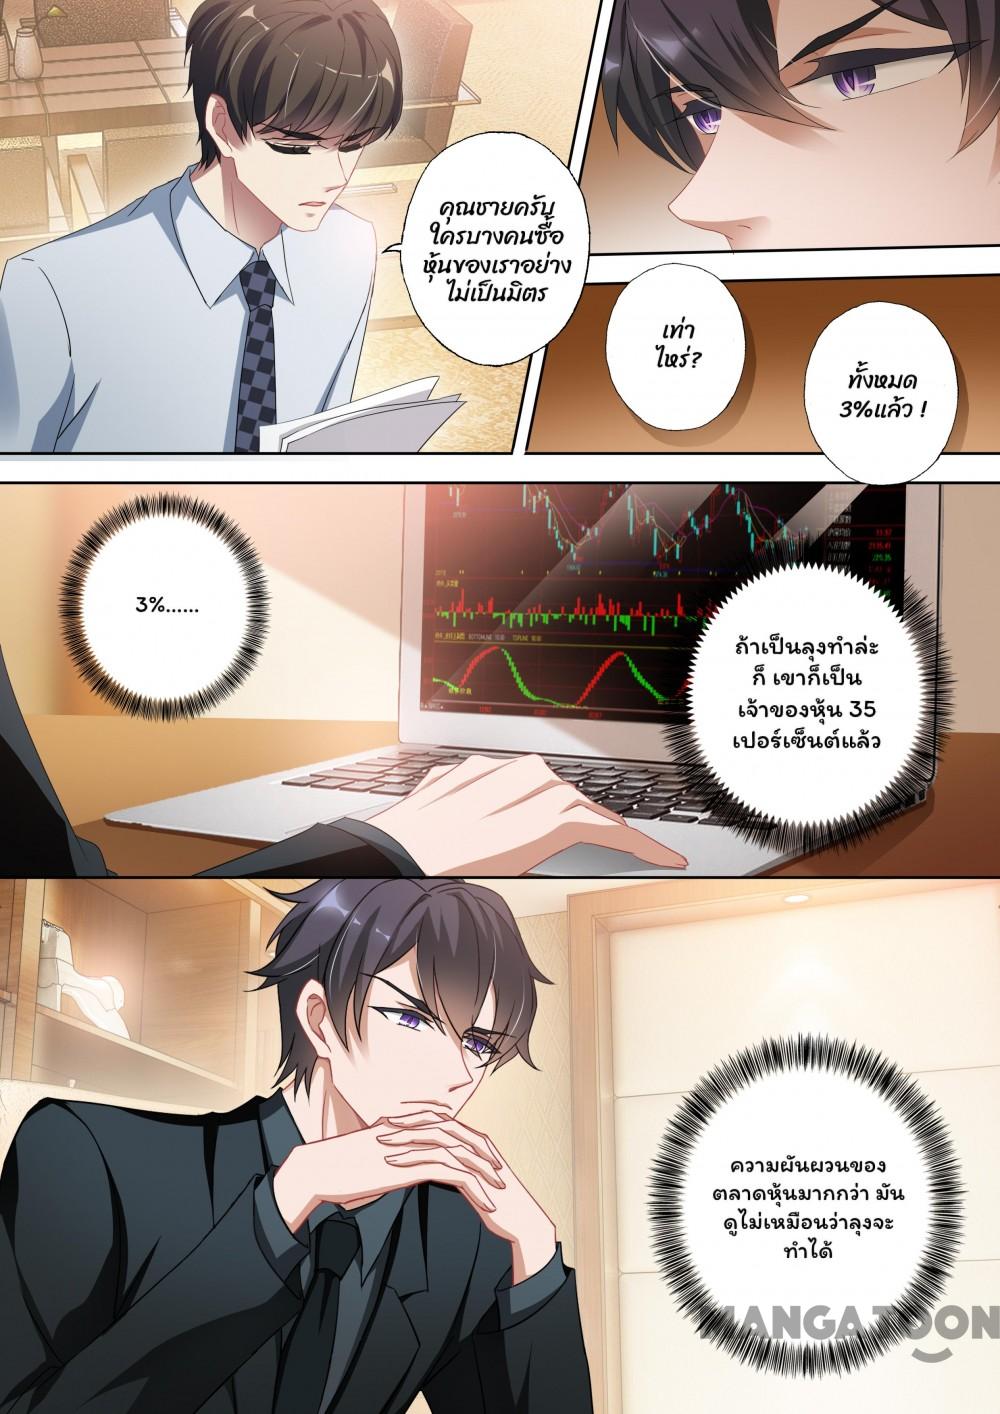 คุณชายครับ
ใครบางคนซื้อ
หุ้นของเราอย่าง
ไม่เป็นมิตร
เท่า
ไหร่?
ทั้งหมด
3%แล้ว !
3%......
BOTTOMLINE 10.00 TOPLINE 10.00
ถ้าเป็นลุงทำล่ะ
ก็ เขาก็เป็น
เจ้าของหุ้น 35
เปอร์เซ็นต์แล้ว
ความผันผวนของ
ตลาดหุ้นมากกว่า มัน
ดูไม่เหมือนว่าลุงจะ
ทำได้
MANGATOON